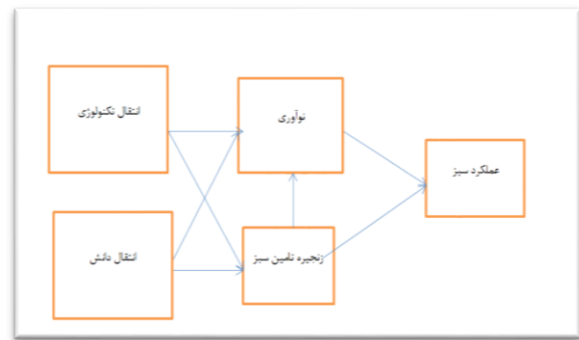 انتقال تکنولوژی
نوآوری
عملکرد سبز
انتقال دانش
زنجیره تامین سبز